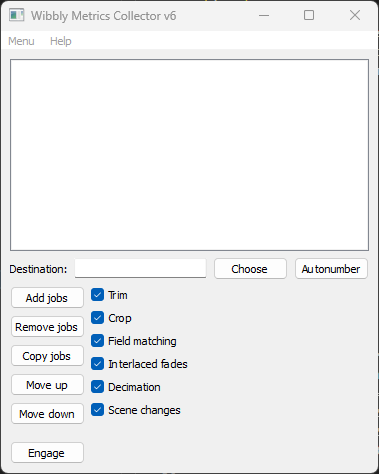 Wibbly Metrics Collector v6
Menu Help
Destination: Choose Autonumber
Add jobs Trim
Crop
Remove jobs Field matching
Copy jobs Interlaced fades
Move up Decimation
Move down Scene changes
Engage